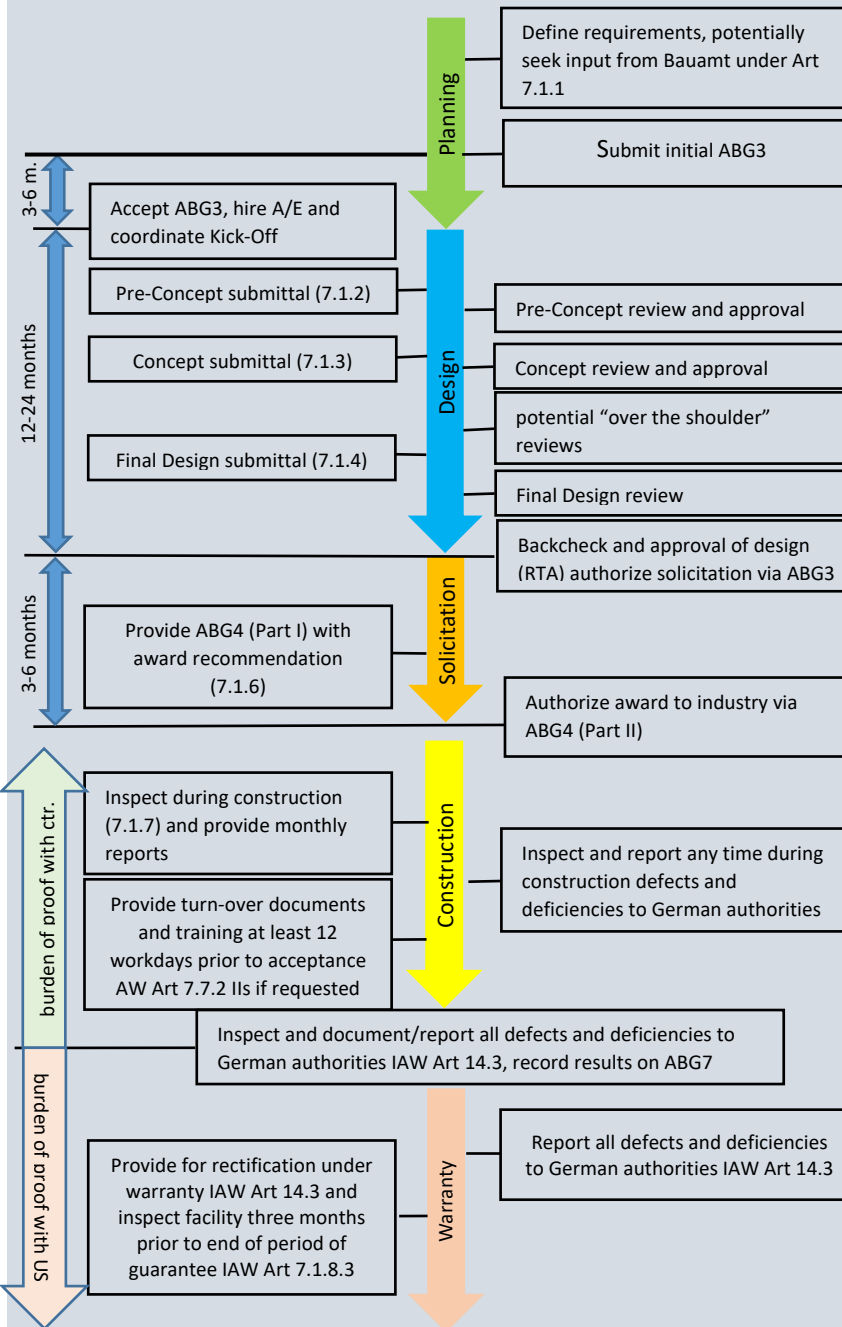 Define requirements, potentially
seek input from Bauamt under Art
7.1.1
Planning
Submit initial ABG3
3-6 m.
Accept ABG3, hire A/E and
coordinate Kick-Off
12-24 months
Design
Pre-Concept submittal (7.1.2)
Pre-Concept review and approval
Concept submittal (7.1.3)
Concept review and approval
potential “over the shoulder”
reviews
Final Design submittal (7.1.4)
Final Design review
Backcheck and approval of design
(RTA) authorize solicitation via ABG3
3-6 months
Solicitation
Provide ABG4 (Part I) with
award recommendation
(7.1.6)
Authorize award to industry via
ABG4 (Part II)
burden of proof with ctr.
Construction
Inspect during construction
(7.1.7) and provide monthly
reports
Inspect and report any time during
construction defects and
deficiencies to German authorities
Provide turn-over documents
and training at least 12
workdays prior to acceptance
AW Art 7.7.2 IIs if requested
Inspect and document/report all defects and deficiencies to
German authorities IAW Art 14.3, record results on ABG7
burden of proof with US
Warranty
Report all defects and deficiencies
to German authorities IAW Art 14.3
Provide for rectification under
warranty IAW Art 14.3 and
inspect facility three months
prior to end of period of
guarantee IAW Art 7.1.8.3